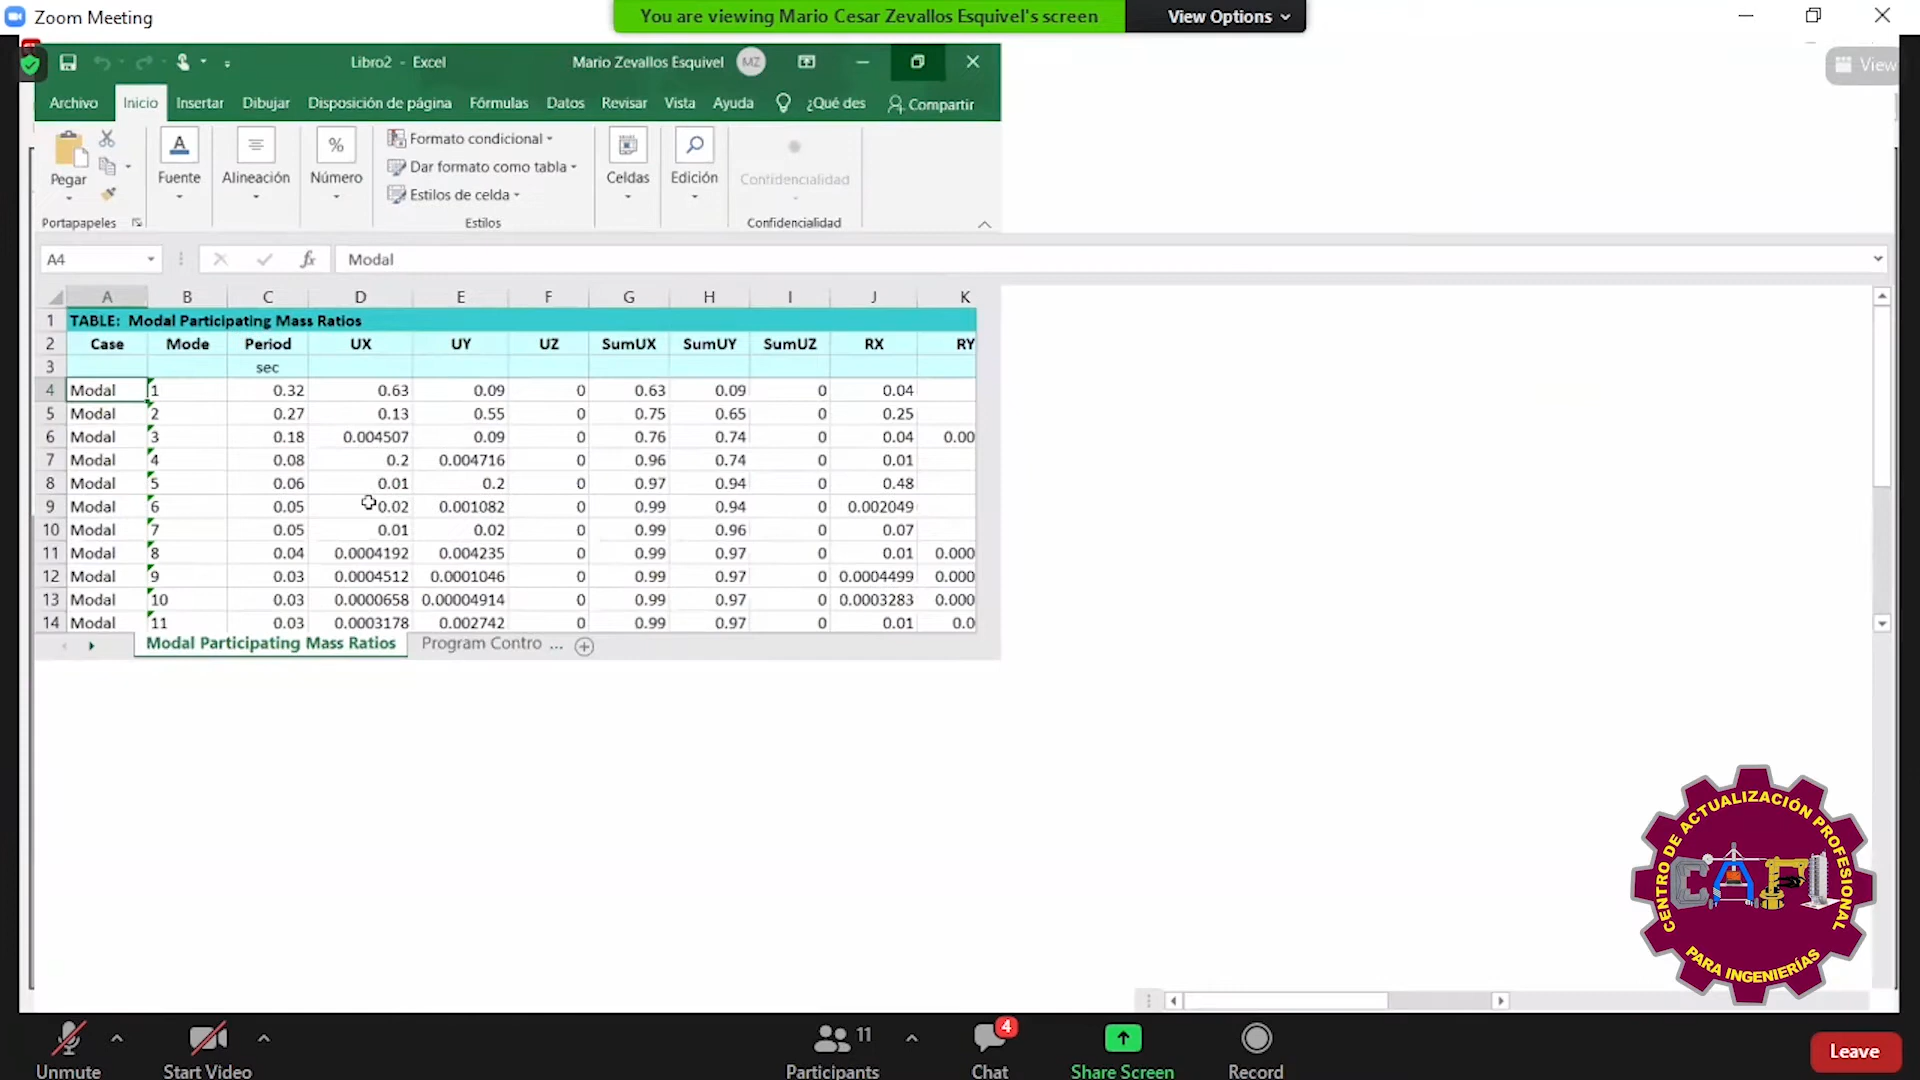 Zoom Meeting
You are viewing Mario Cesar Zevallos Esquivel's screen
View Options
View
Libro2 - Excel
Mario Zevallos Esquivel
MZ
Archivo Inicio Insertar Dibujar Disposición de página Fórmulas Datos Revisar Vista Ayuda ¿Qué des Compartir
Pegar
Portapapeles
Fuente
Alineación
Número
Formato condicional
Dar formato como tabla
Estilos de celda
Estilos
Celdas
Edición
Confidencialidad
Confidencialidad
A4 fx Modal
A B C D E F G H I J K
1 TABLE: Modal Participating Mass Ratios
2 Case Mode Period UX UY UZ SumUX SumUY SumUZ RX RY
3 sec
4 Modal 1 0.32 0.63 0.09 0 0.63 0.09 0 0.04
5 Modal 2 0.27 0.13 0.55 0 0.75 0.65 0 0.25
6 Modal 3 0.18 0.004507 0.09 0 0.76 0.74 0 0.04 0.00
7 Modal 4 0.08 0.2 0.004716 0 0.96 0.74 0 0.01
8 Modal 5 0.06 0.01 0.2 0 0.97 0.94 0 0.48
9 Modal 6 0.05 0.02 0.001082 0 0.99 0.94 0 0.002049
10 Modal 7 0.05 0.01 0.02 0 0.99 0.96 0 0.07
11 Modal 8 0.04 0.0004192 0.004235 0 0.99 0.97 0 0.01 0.000
12 Modal 9 0.03 0.0004512 0.0001046 0 0.99 0.97 0 0.0004499 0.000
13 Modal 10 0.03 0.0000658 0.00004914 0 0.99 0.97 0 0.0003283 0.000
14 Modal 11 0.03 0.0003178 0.002742 0 0.99 0.97 0 0.01 0.0
Modal Participating Mass Ratios Program Contro ...
CENTRO DE ACTUALIZACIÓN PROFESIONAL
CAPI
PARA INGENIERÍAS
Unmute
Start Video
Participants 11
Chat 4
Share Screen
Record
Leave